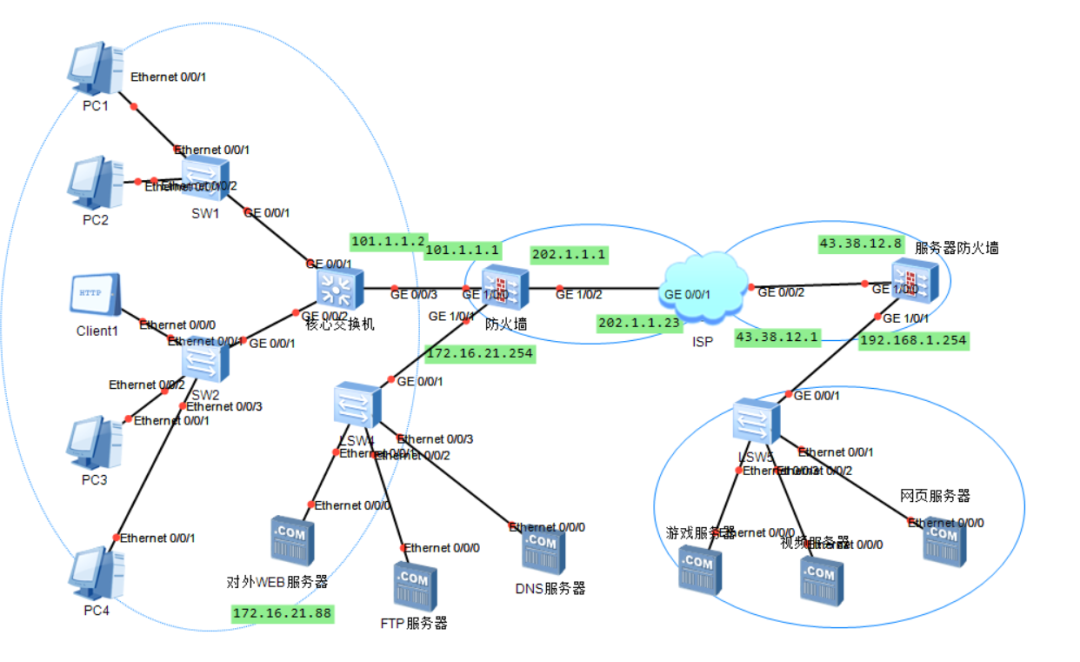 Ethernet 0/0/1
PC1
Ethernet 0/0/1
Ethernet 0/0/2
PC2
SW1
GE 0/0/1
HTTP
Client1
Ethernet 0/0/0
Ethernet 0/0/1
GE 0/0/1
GE 0/0/2
核心交换机
GE 0/0/3
101.1.1.2
101.1.1.1
GE 1/0/0
GE 1/0/1
防火墙
202.1.1.1
GE 1/0/2
GE 0/0/1
202.1.1.23
ISP
GE 0/0/2
43.38.12.8
服务器防火墙
GE 1/0/0
GE 1/0/1
43.38.12.1
192.168.1.254
172.16.21.254
GE 0/0/1
SW2
GE 0/0/1
Ethernet 0/0/2
Ethernet 0/0/3
Ethernet 0/0/1
PC3
LSW4
Ethernet 0/0/3
Ethernet 0/0/1
Ethernet 0/0/2
GE 0/0/1
LSW5
Ethernet 0/0/1
Ethernet 0/0/3
Ethernet 0/0/2
Ethernet 0/0/1
PC4
Ethernet 0/0/0
.COM
对外WEB服务器
172.16.21.88
Ethernet 0/0/0
.COM
FTP服务器
Ethernet 0/0/0
.COM
DNS服务器
游戏服务器
Ethernet 0/0/0
.COM
视频服务器
Ethernet 0/0/0
.COM
网页服务器
Ethernet 0/0/0
.COM